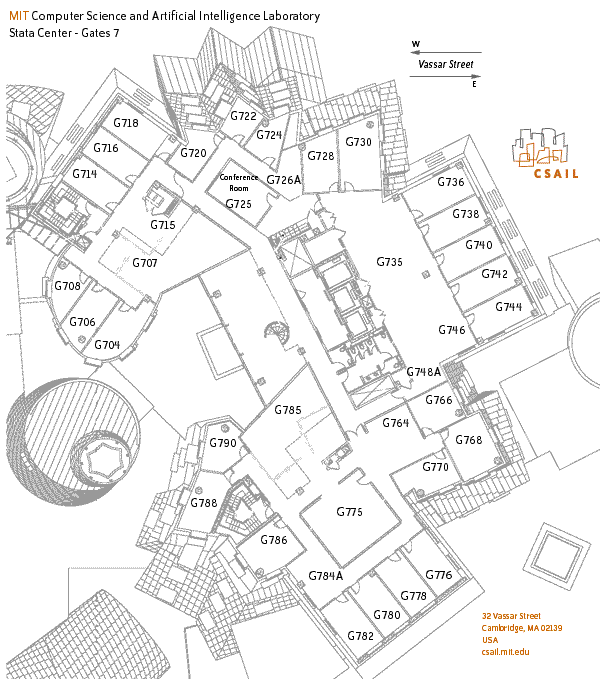 MIT Computer Science and Artificial Intelligence Laboratory
Stata Center - Gates 7
W
Vassar Street
E
CSAIL
G718
G716
G714
G720
G722
G724
G726A
G728
G730
Conference
Room
G725
G715
G707
G708
G706
G704
G736
G738
G740
G742
G744
G746
G735
G748A
G766
G764
G768
G770
G785
G790
G788
G775
G786
G784A
G776
G778
G780
G782
32 Vassar Street
Cambridge, MA 02139
USA
csail.mit.edu